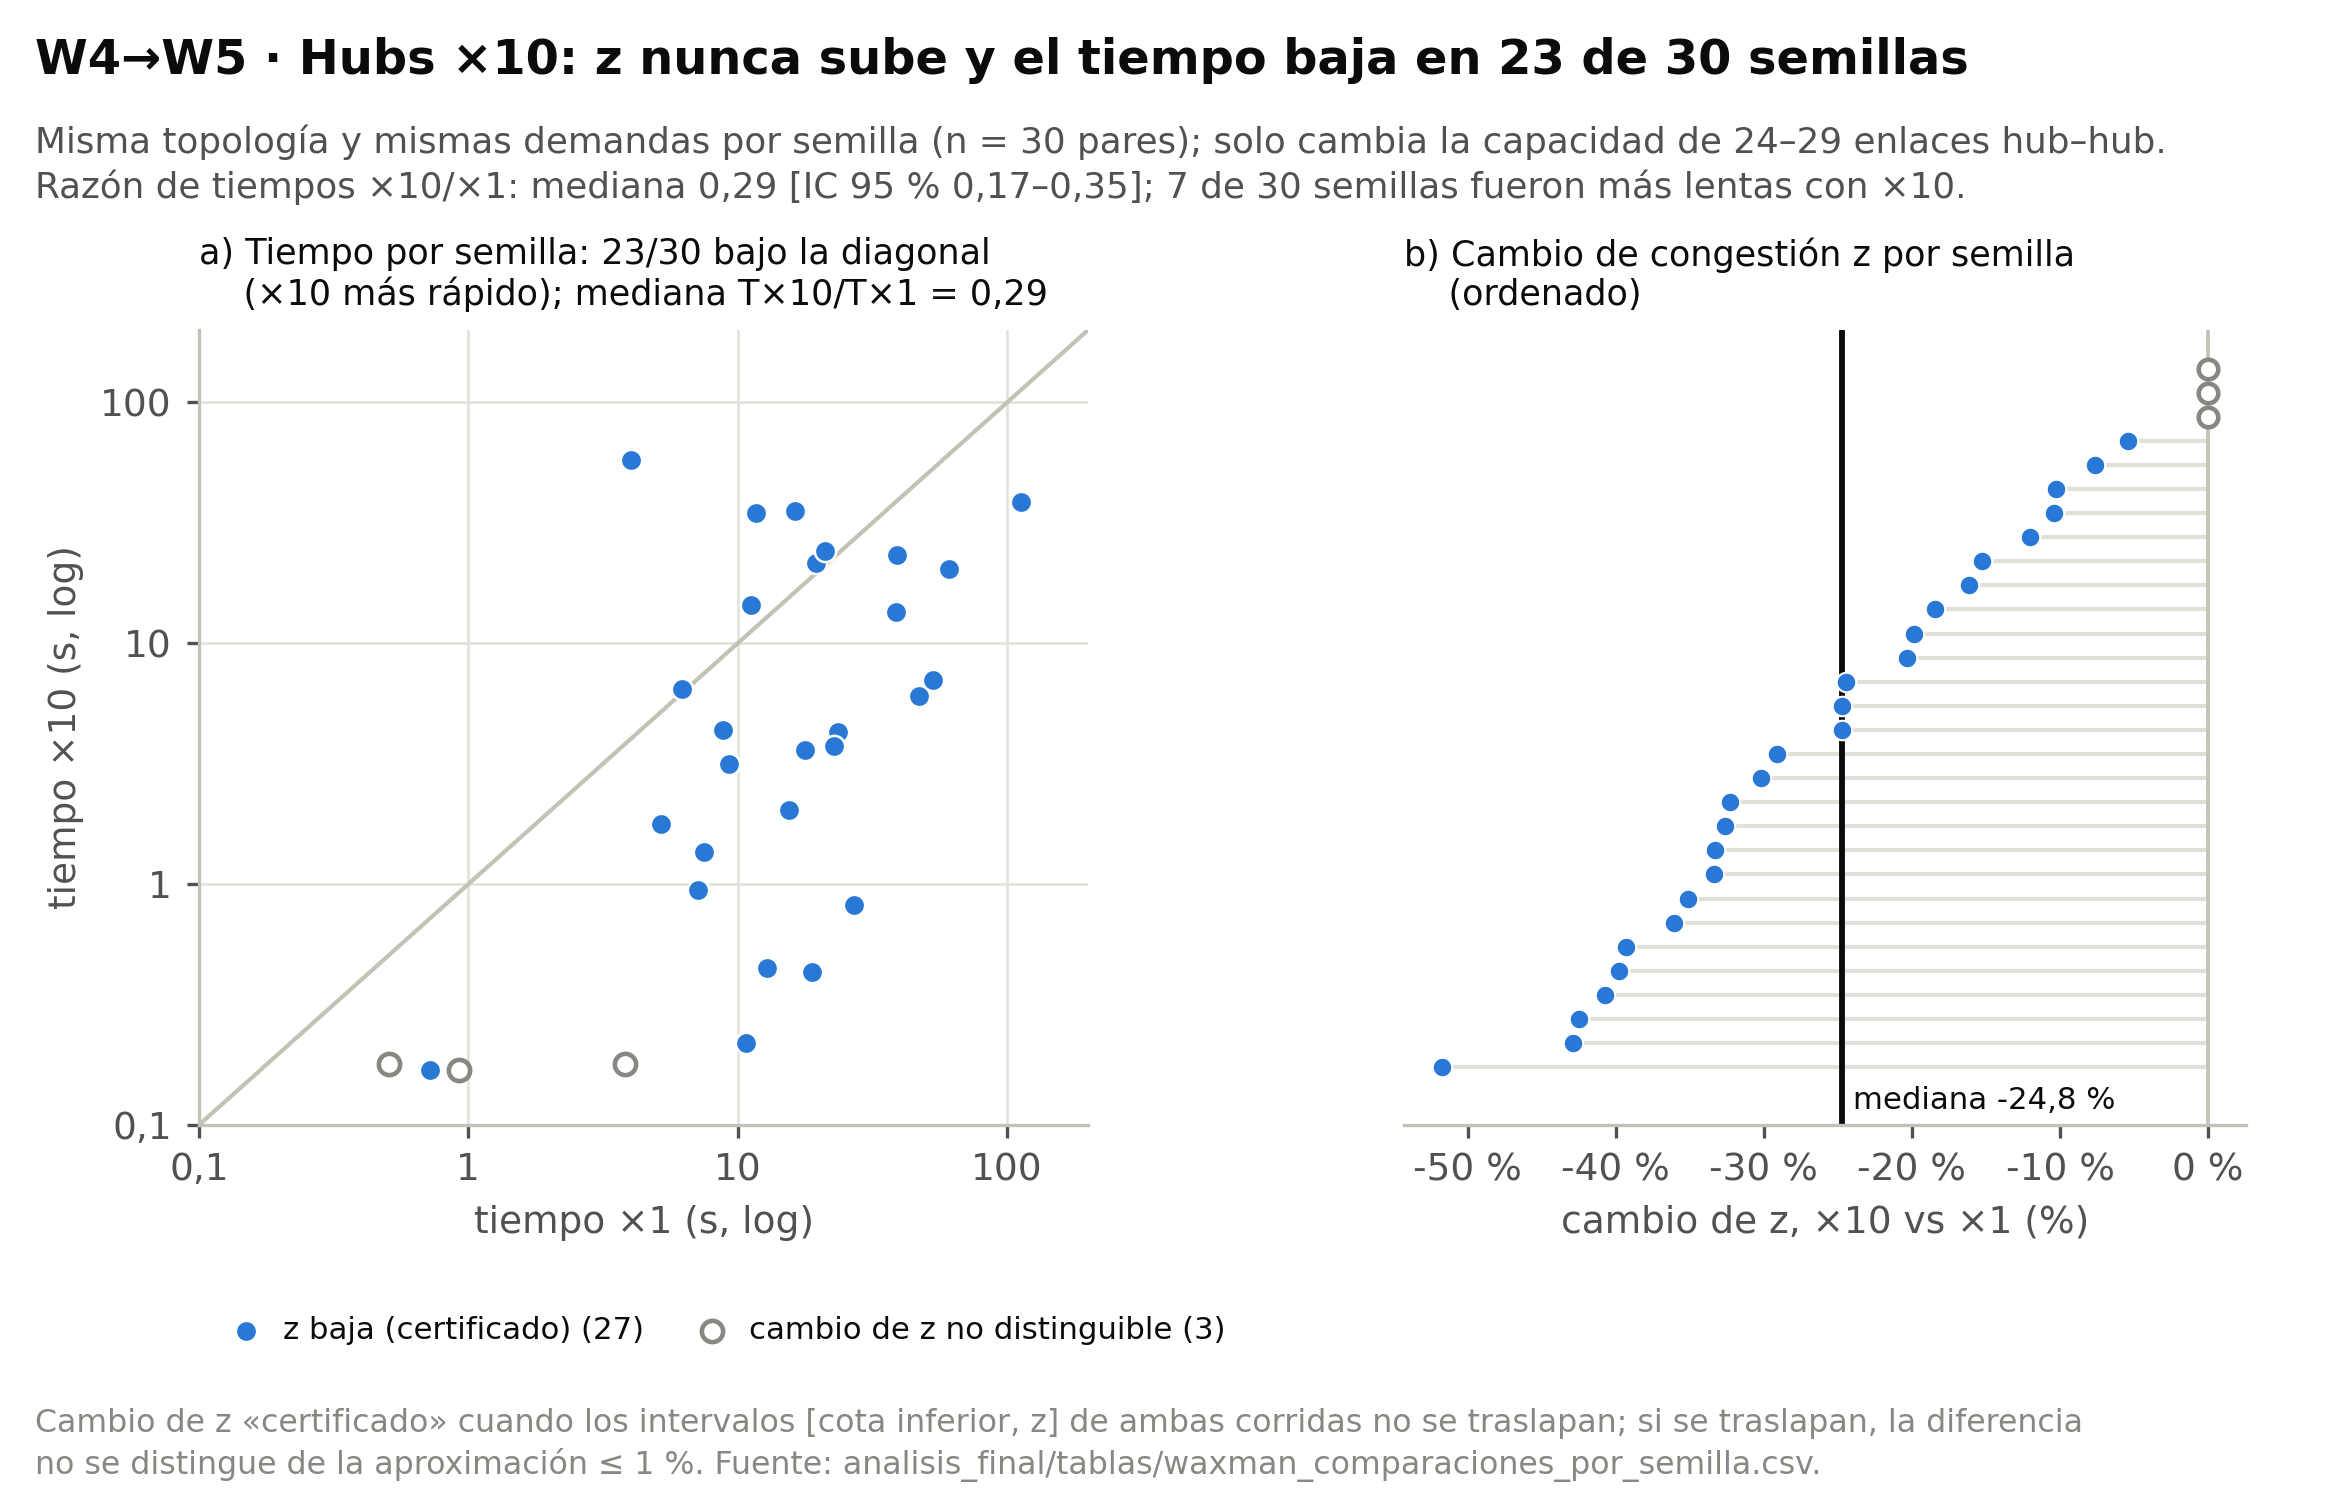 W4→W5 · Hubs ×10: z nunca sube y el tiempo baja en 23 de 30 semillas
Misma topología y mismas demandas por semilla (n = 30 pares); solo cambia la capacidad de 24–29 enlaces hub–hub.
Razón de tiempos ×10/×1: mediana 0,29 [IC 95 % 0,17–0,35]; 7 de 30 semillas fueron más lentas con ×10.
a) Tiempo por semilla: 23/30 bajo la diagonal
(×10 más rápido); mediana T×10/T×1 = 0,29
100
10
1
0,1
tiempo ×10 (s, log)
0,1
1
10
100
tiempo ×1 (s, log)
b) Cambio de congestión z por semilla
(ordenado)
mediana -24,8 %
-50 %
-40 %
-30 %
-20 %
-10 %
0 %
cambio de z, ×10 vs ×1 (%)
z baja (certificado) (27)
cambio de z no distinguible (3)
Cambio de z «certificado» cuando los intervalos [cota inferior, z] de ambas corridas no se traslapan; si se traslapan, la diferencia
no se distingue de la aproximación ≤ 1 %. Fuente: analisis_final/tablas/waxman_comparaciones_por_semilla.csv.